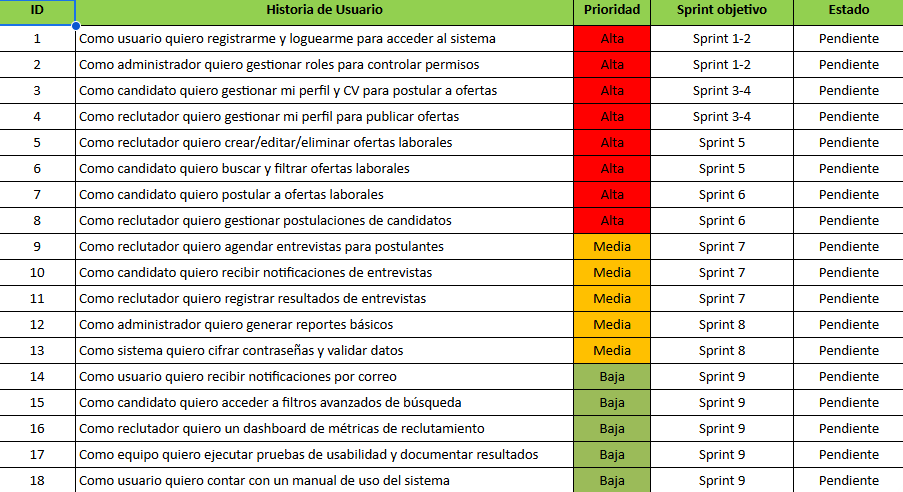 ID Historia de Usuario Prioridad Sprint objetivo Estado
1 Como usuario quiero registrarme y loguearme para acceder al sistema Alta Sprint 1-2 Pendiente
2 Como administrador quiero gestionar roles para controlar permisos Alta Sprint 1-2 Pendiente
3 Como candidato quiero gestionar mi perfil y CV para postular a ofertas Alta Sprint 3-4 Pendiente
4 Como reclutador quiero gestionar mi perfil para publicar ofertas Alta Sprint 3-4 Pendiente
5 Como reclutador quiero crear/editar/eliminar ofertas laborales Alta Sprint 5 Pendiente
6 Como candidato quiero buscar y filtrar ofertas laborales Alta Sprint 5 Pendiente
7 Como candidato quiero postular a ofertas laborales Alta Sprint 6 Pendiente
8 Como reclutador quiero gestionar postulaciones de candidatos Alta Sprint 6 Pendiente
9 Como reclutador quiero agendar entrevistas para postulantes Media Sprint 7 Pendiente
10 Como candidato quiero recibir notificaciones de entrevistas Media Sprint 7 Pendiente
11 Como reclutador quiero registrar resultados de entrevistas Media Sprint 7 Pendiente
12 Como administrador quiero generar reportes básicos Media Sprint 8 Pendiente
13 Como sistema quiero cifrar contraseñas y validar datos Media Sprint 8 Pendiente
14 Como usuario quiero recibir notificaciones por correo Baja Sprint 9 Pendiente
15 Como candidato quiero acceder a filtros avanzados de búsqueda Baja Sprint 9 Pendiente
16 Como reclutador quiero un dashboard de métricas de reclutamiento Baja Sprint 9 Pendiente
17 Como equipo quiero ejecutar pruebas de usabilidad y documentar resultados Baja Sprint 9 Pendiente
18 Como usuario quiero contar con un manual de uso del sistema Baja Sprint 9 Pendiente